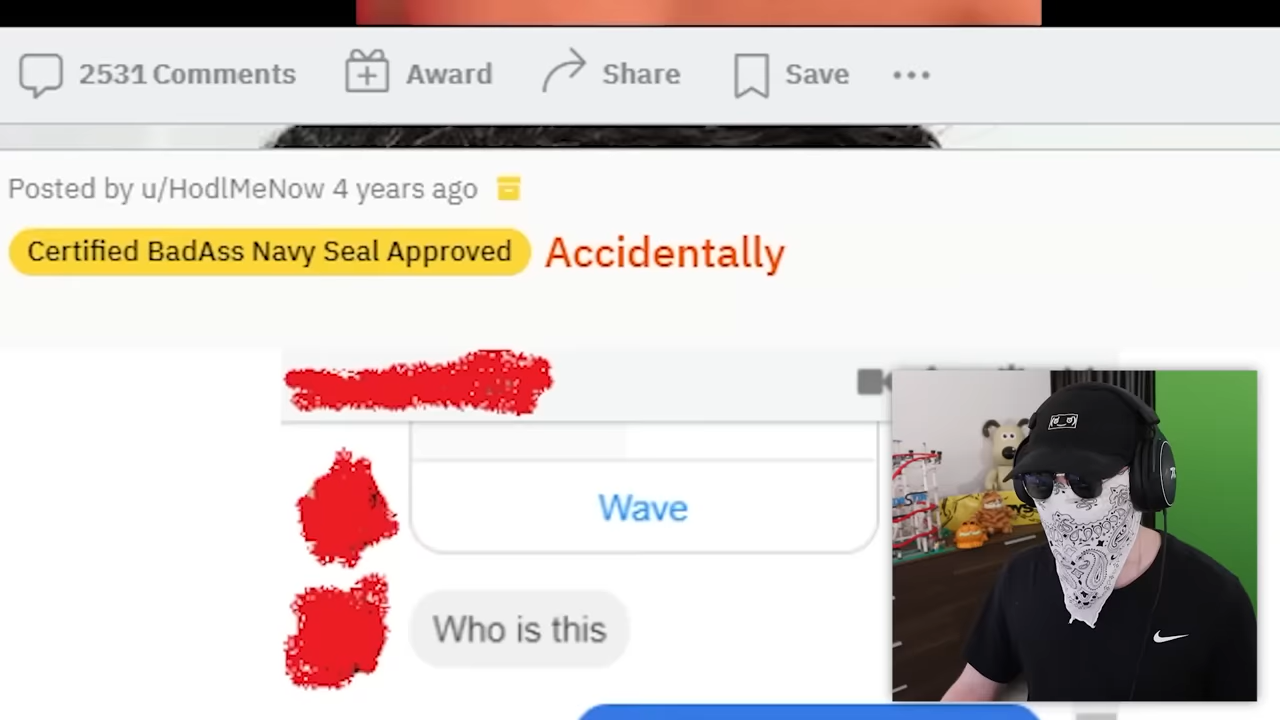 2531 Comments Award Share Save
Posted by u/HodlMeNow 4 years ago
Certified BadAss Navy Seal Approved Accidentally
Wave
Who is this